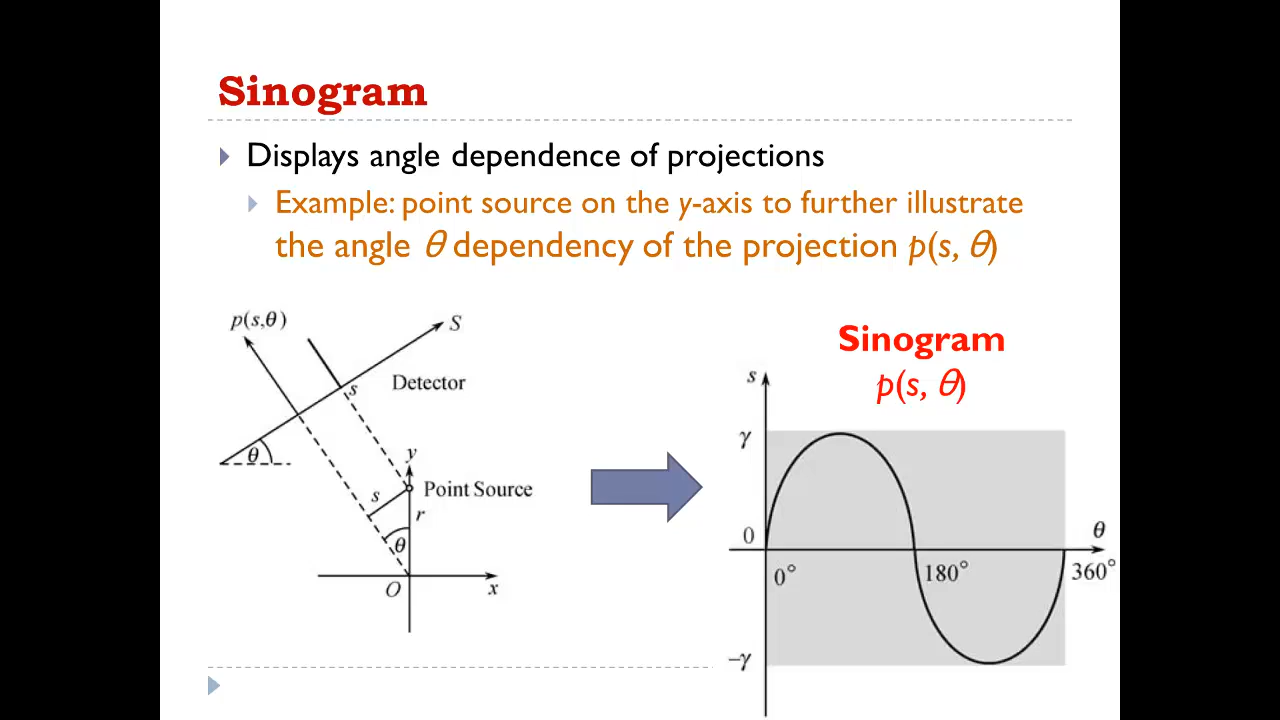 Sinogram
Displays angle dependence of projections
Example: point source on the y-axis to further illustrate
the angle θ dependency of the projection p(s, θ)
p(s,θ)
S
s
Detector
θ
y
Point Source
s
r
θ
O
x
Sinogram
p(s, θ)
s
γ
0
θ
0°
180°
360°
−γ